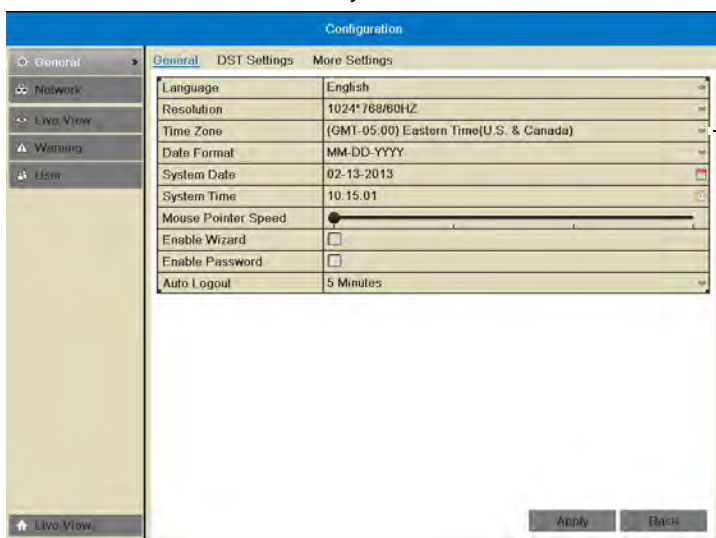 Configuration
General
Network
Live View
Warning
User
Live View
General DST Settings More Settings
Language English
Resolution 1024*768/60HZ
Time Zone (GMT-05:00) Eastern Time(U.S. & Canada)
Date Format MM-DD-YYYY
System Date 02-13-2013
System Time 10:15:01
Mouse Pointer Speed
Enable Wizard
Enable Password
Auto Logout 5 Minutes
Apply Back